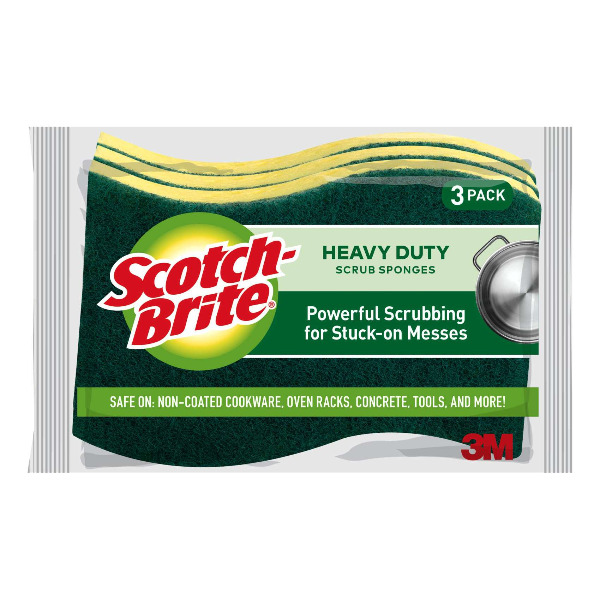 3 PACK
Scotch-
Brite®
HEAVY DUTY
SCRUB SPONGES
Powerful Scrubbing
for Stuck-on Messes
SAFE ON: NON-COATED COOKWARE, OVEN RACKS, CONCRETE, TOOLS, AND MORE!
3M